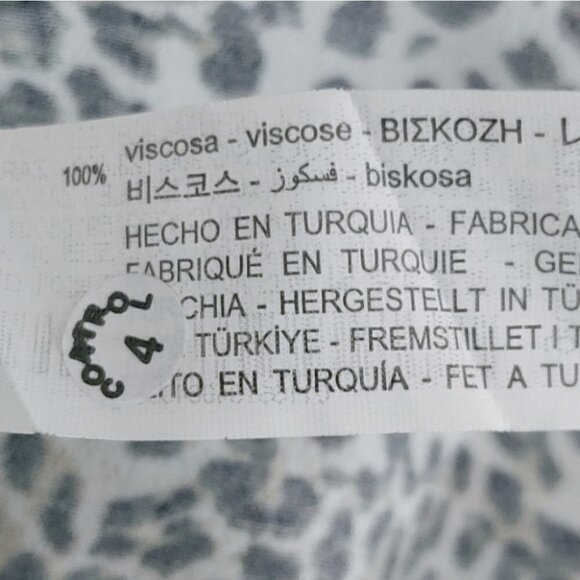 100% viscosa - viscose - ΒΙΣΚΟΖΗ -
비스코스 - فسكوز - biskosa
HECHO EN TURQUIA - FABRICA
FABRIQUÉ EN TURQUIE - GE
CHIA - HERGESTELLT IN TÜ
TÜRKİYE - FREMSTILLET I T
TO EN TURQUÍA - FET A TU
CONTROL
4